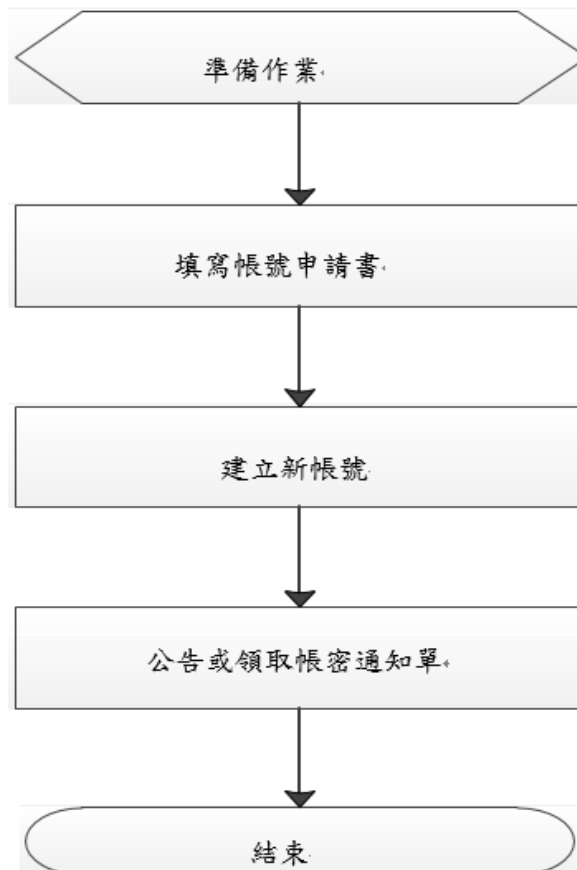 準備作業
填寫帳號申請書
建立新帳號
公告或領取帳密通知單
結束